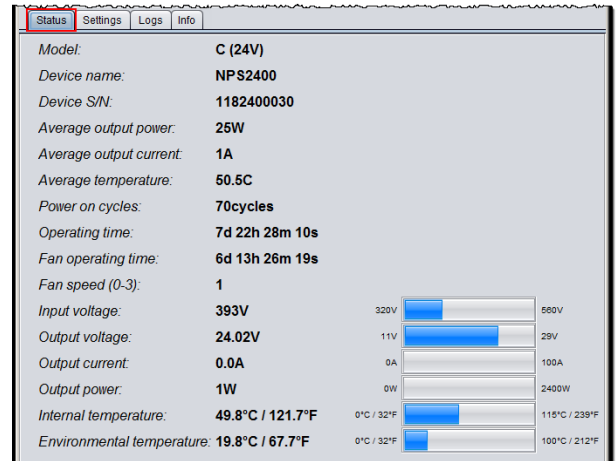 Status Settings Logs Info
Model: C (24V)
Device name: NPS2400
Device S/N: 1182400030
Average output power: 25W
Average output current: 1A
Average temperature: 50.5C
Power on cycles: 70cycles
Operating time: 7d 22h 28m 10s
Fan operating time: 6d 13h 26m 19s
Fan speed (0-3): 1
Input voltage: 393V 320V 560V
Output voltage: 24.02V 11V 29V
Output current: 0.0A 0A 100A
Output power: 1W 0W 2400W
Internal temperature: 49.8°C / 121.7°F 0°C / 32°F 115°C / 239°F
Environmental temperature: 19.8°C / 67.7°F 0°C / 32°F 100°C / 212°F